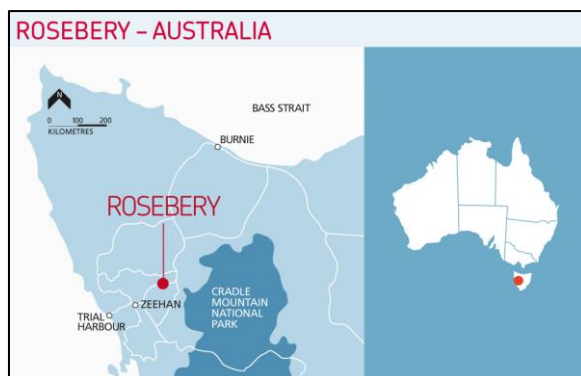 ROSEBERY – AUSTRALIA
N
0 100 200
KILOMETRES
BASS STRAIT
BURNIE
ROSEBERY
ZEEHAN
TRIAL
HARBOUR
CRADLE
MOUNTAIN
NATIONAL
PARK